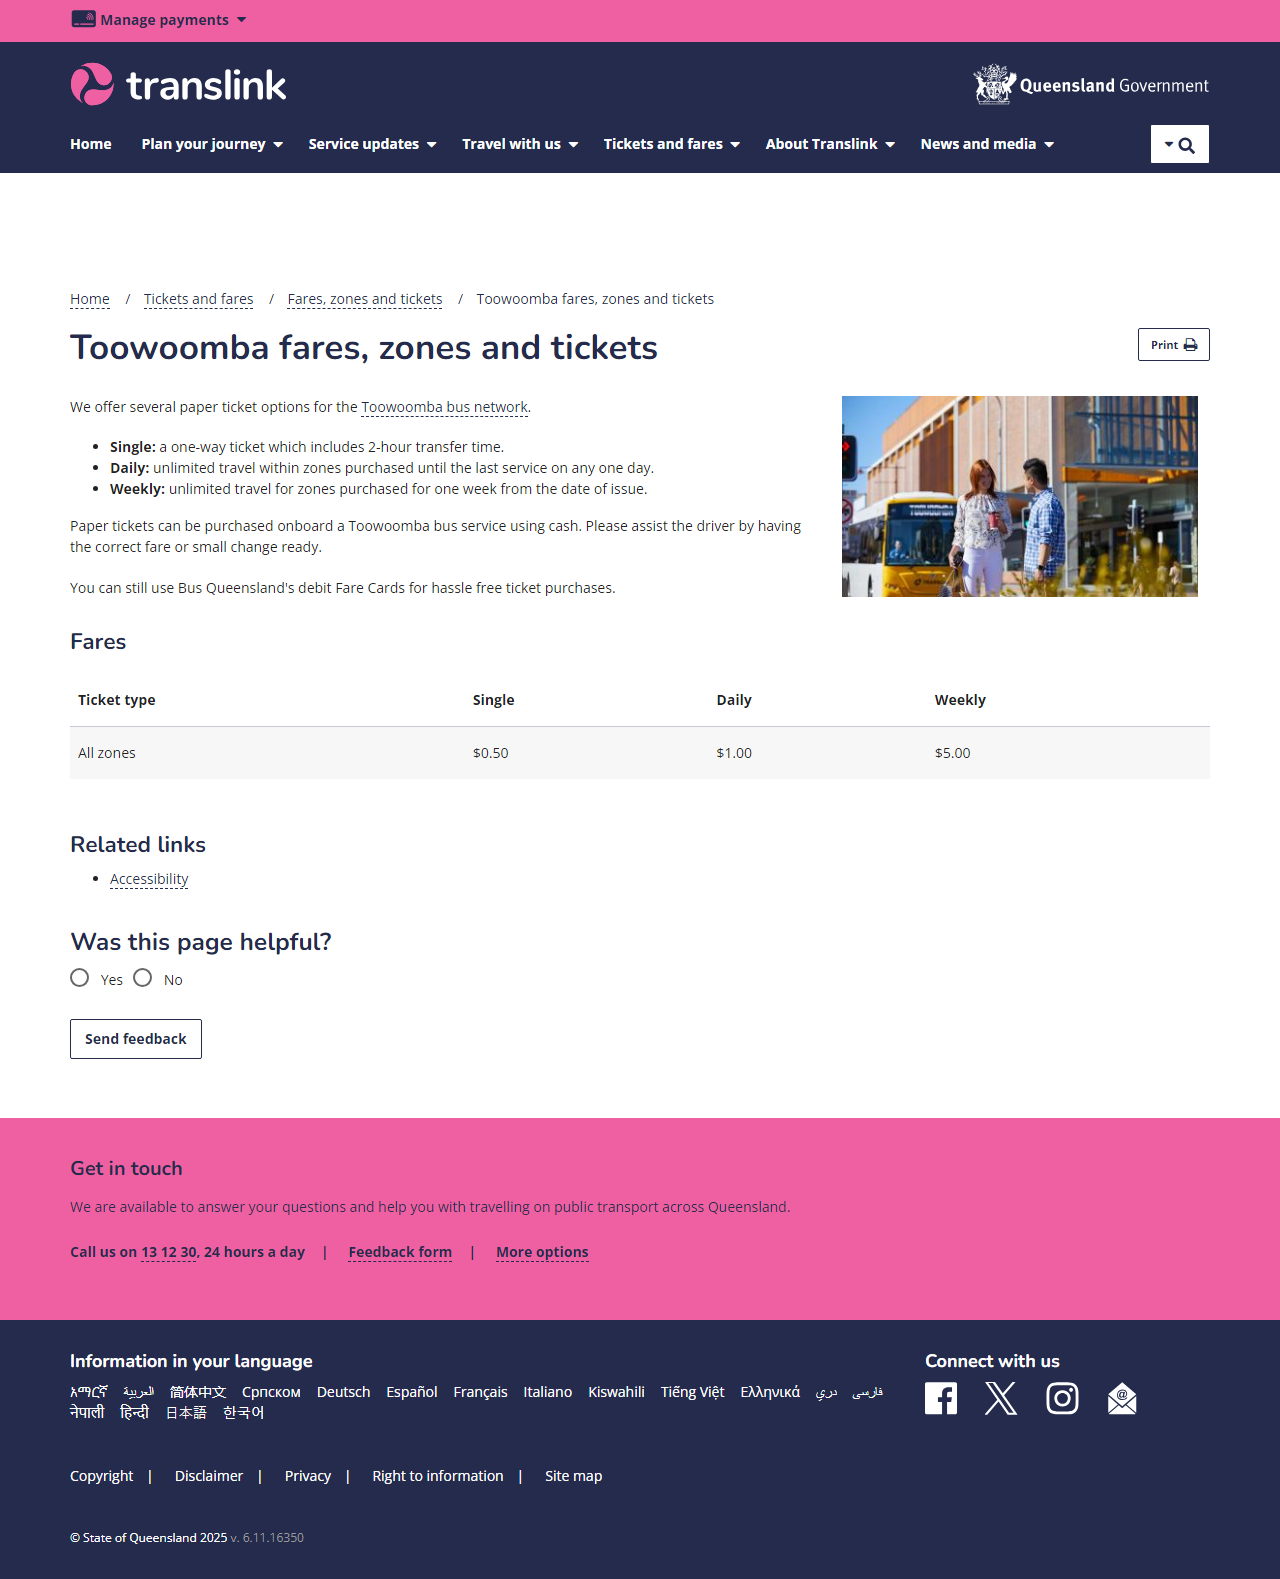 Manage payments
translink
Queensland Government
Home Plan your journey Service updates Travel with us Tickets and fares About Translink News and media
Home / Tickets and fares / Fares, zones and tickets / Toowoomba fares, zones and tickets
Toowoomba fares, zones and tickets
Print
We offer several paper ticket options for the Toowoomba bus network.
Single: a one-way ticket which includes 2-hour transfer time.
Daily: unlimited travel within zones purchased until the last service on any one day.
Weekly: unlimited travel for zones purchased for one week from the date of issue.
Paper tickets can be purchased onboard a Toowoomba bus service using cash. Please assist the driver by having
the correct fare or small change ready.
You can still use Bus Queensland's debit Fare Cards for hassle free ticket purchases.
Fares
Ticket type Single Daily Weekly
All zones $0.50 $1.00 $5.00
Related links
Accessibility
Was this page helpful?
Yes No
Send feedback
Get in touch
We are available to answer your questions and help you with travelling on public transport across Queensland.
Call us on 13 12 30, 24 hours a day | Feedback form | More options
Information in your language
አማርኛ العربية 简体中文 Српском Deutsch Español Français Italiano Kiswahili Tiếng Việt Ελληνικά دري فارسی
नेपाली हिन्दी 日本語 한국어
Connect with us
Copyright | Disclaimer | Privacy | Right to information | Site map
© State of Queensland 2025 v. 6.11.16350